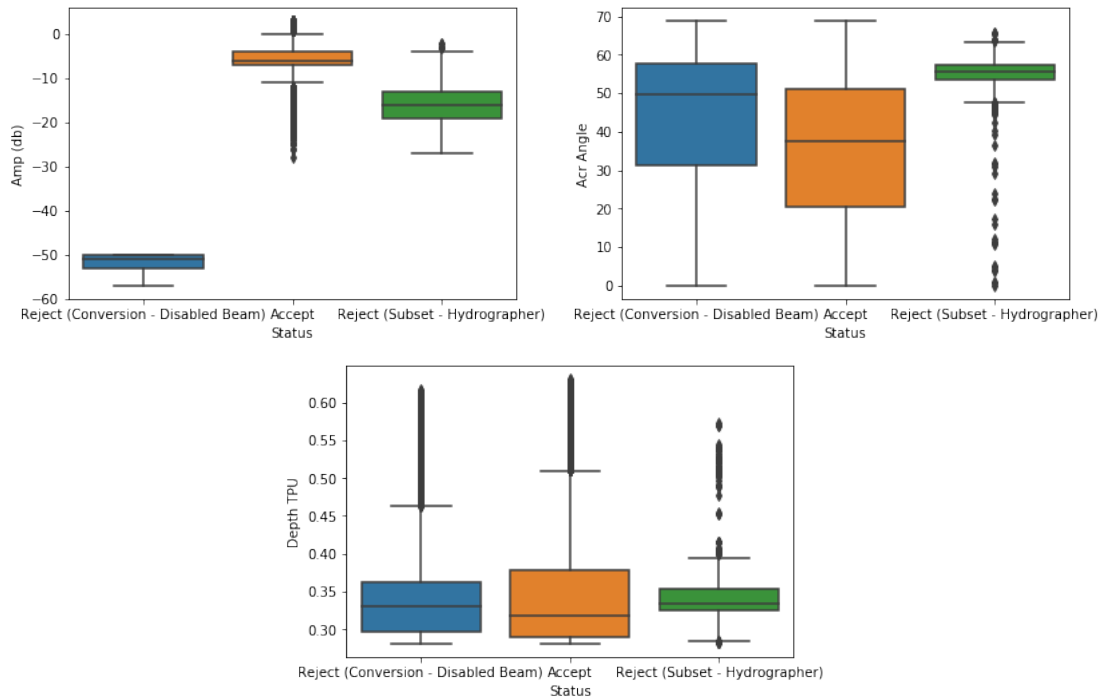 0
−10
−20
−30
−40
−50
−60
Amp (db)
Reject (Conversion - Disabled Beam) Accept Reject (Subset - Hydrographer)
Status
70
60
50
40
30
20
10
0
Acr Angle
Reject (Conversion - Disabled Beam) Accept Reject (Subset - Hydrographer)
Status
0.60
0.55
0.50
0.45
0.40
0.35
0.30
Depth TPU
Reject (Conversion - Disabled Beam) Accept Reject (Subset - Hydrographer)
Status